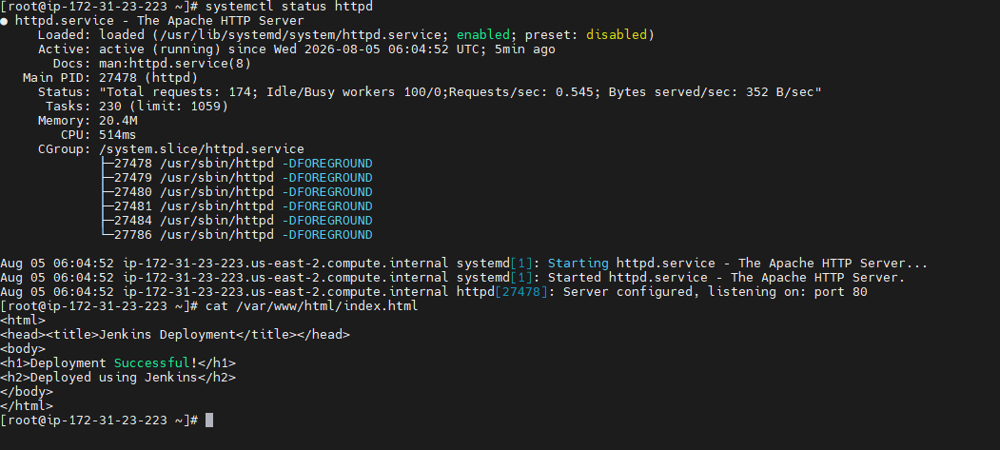 [root@ip-172-31-23-223 ~]# systemctl status httpd
● httpd.service - The Apache HTTP Server
     Loaded: loaded (/usr/lib/systemd/system/httpd.service; enabled; preset: disabled)
     Active: active (running) since Wed 2026-08-05 06:04:52 UTC; 5min ago
       Docs: man:httpd.service(8)
   Main PID: 27478 (httpd)
     Status: "Total requests: 174; Idle/Busy workers 100/0;Requests/sec: 0.545; Bytes served/sec: 352 B/sec"
      Tasks: 230 (limit: 1059)
     Memory: 20.4M
        CPU: 514ms
     CGroup: /system.slice/httpd.service
             ├─27478 /usr/sbin/httpd -DFOREGROUND
             ├─27479 /usr/sbin/httpd -DFOREGROUND
             ├─27480 /usr/sbin/httpd -DFOREGROUND
             ├─27481 /usr/sbin/httpd -DFOREGROUND
             ├─27484 /usr/sbin/httpd -DFOREGROUND
             └─27786 /usr/sbin/httpd -DFOREGROUND
Aug 05 06:04:52 ip-172-31-23-223.us-east-2.compute.internal systemd[1]: Starting httpd.service - The Apache HTTP Server...
Aug 05 06:04:52 ip-172-31-23-223.us-east-2.compute.internal systemd[1]: Started httpd.service - The Apache HTTP Server.
Aug 05 06:04:52 ip-172-31-23-223.us-east-2.compute.internal httpd[27478]: Server configured, listening on: port 80
[root@ip-172-31-23-223 ~]# cat /var/www/html/index.html
<html>
<head><title>Jenkins Deployment</title></head>
<body>
<h1>Deployment Successful!</h1>
<h2>Deployed using Jenkins</h2>
</body>
</html>
[root@ip-172-31-23-223 ~]#